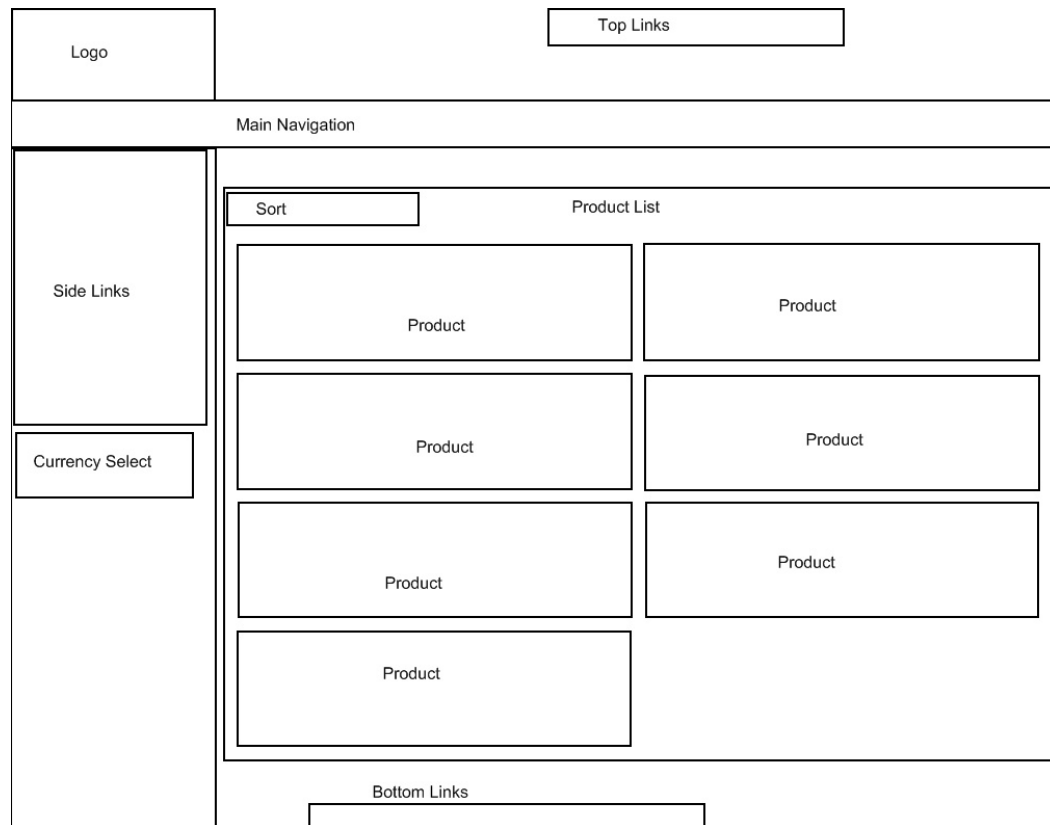 Logo
Top Links
Main Navigation
Side Links
Currency Select
Sort
Product List
Product
Product
Product
Product
Product
Product
Product
Bottom Links